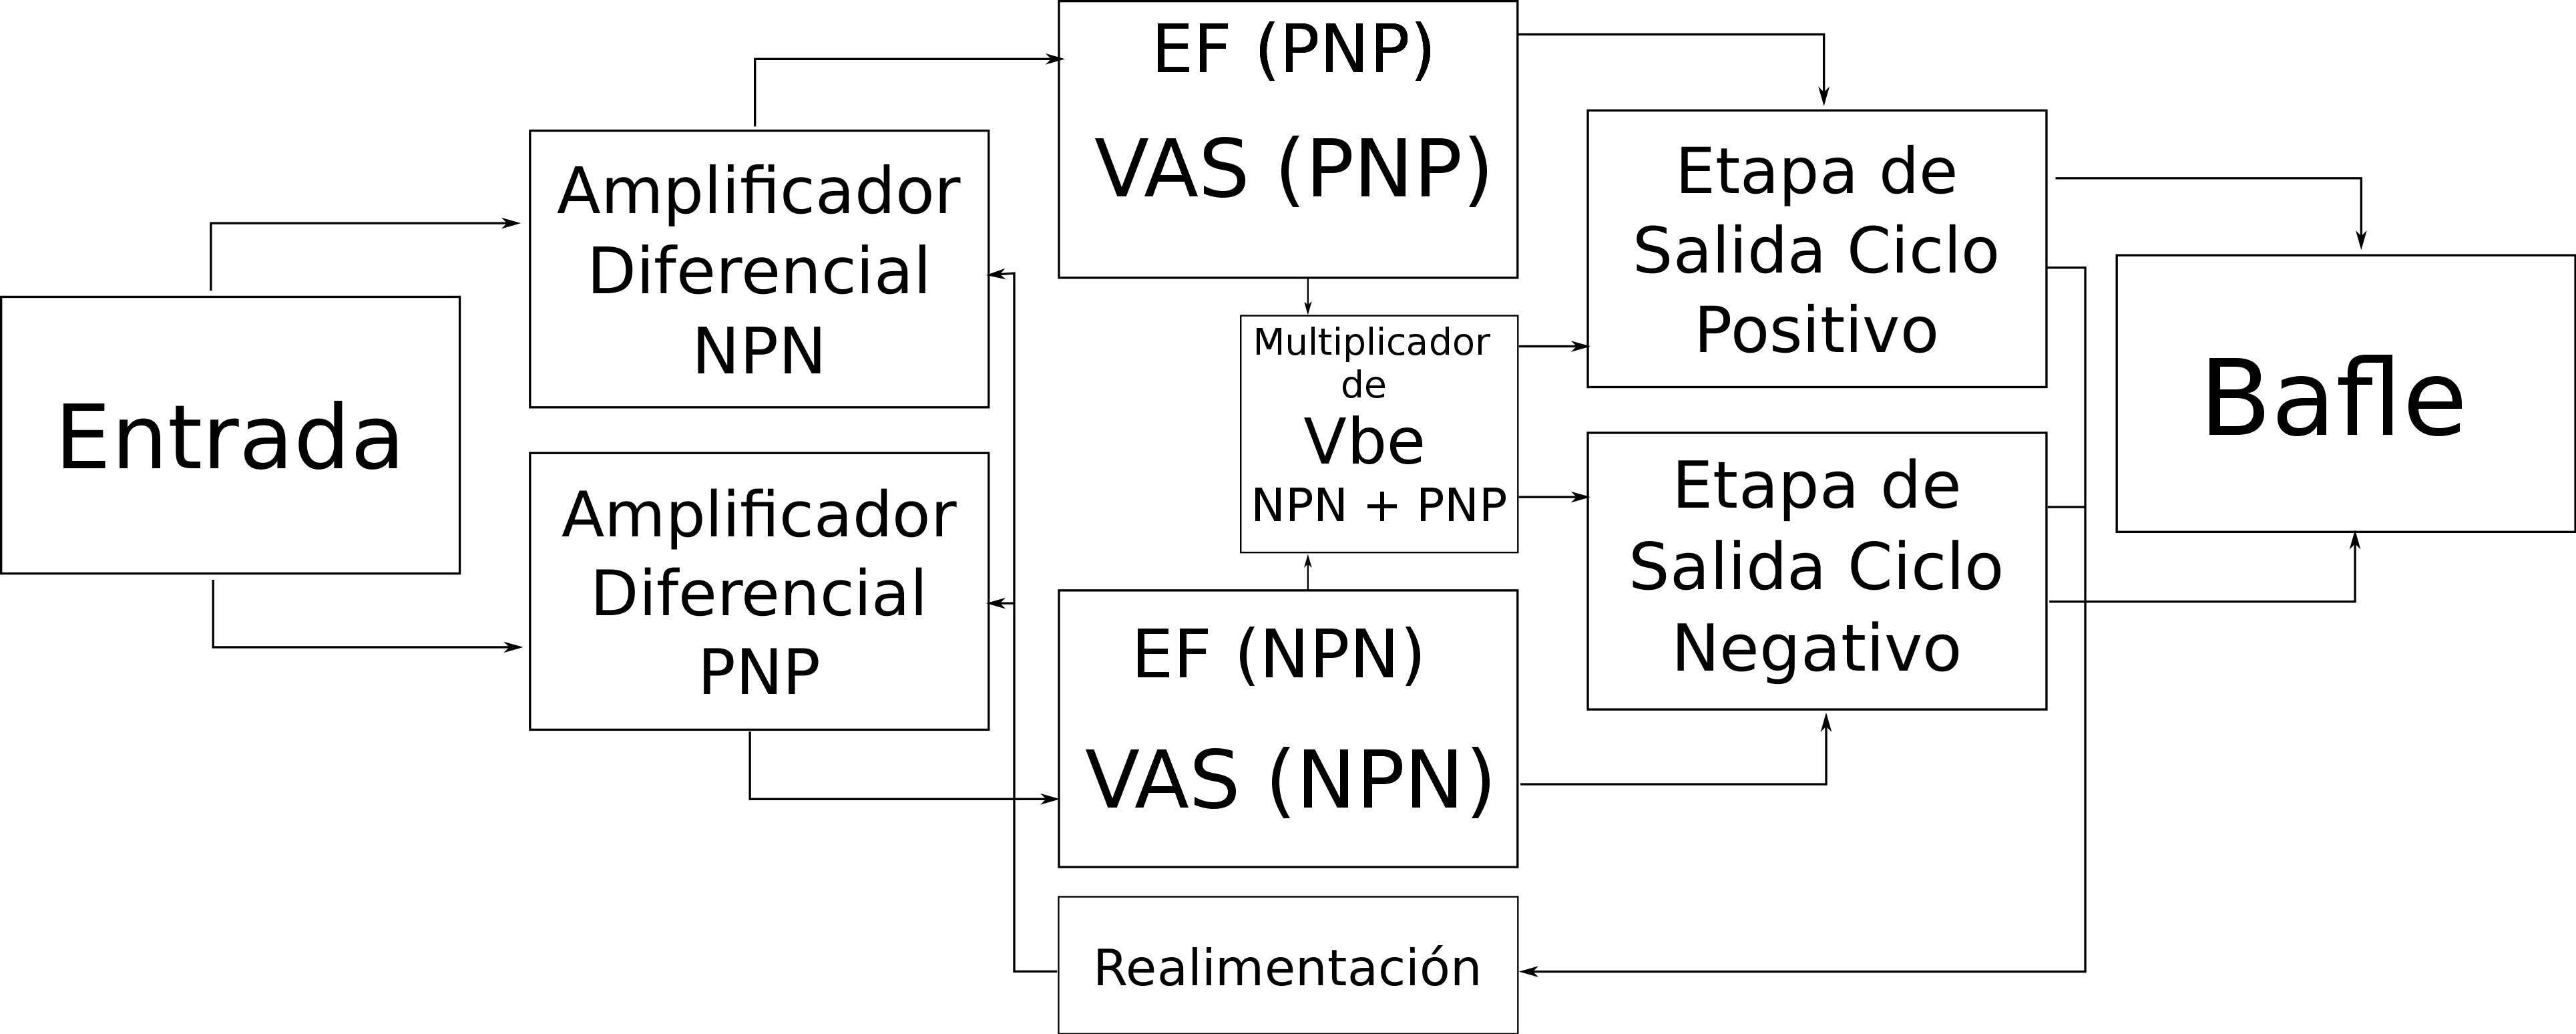 Entrada
Amplificador
Diferencial
NPN
Amplificador
Diferencial
PNP
EF (PNP)
VAS (PNP)
Multiplicador
de
Vbe
NPN + PNP
EF (NPN)
VAS (NPN)
Realimentación
Etapa de
Salida Ciclo
Positivo
Etapa de
Salida Ciclo
Negativo
Bafle